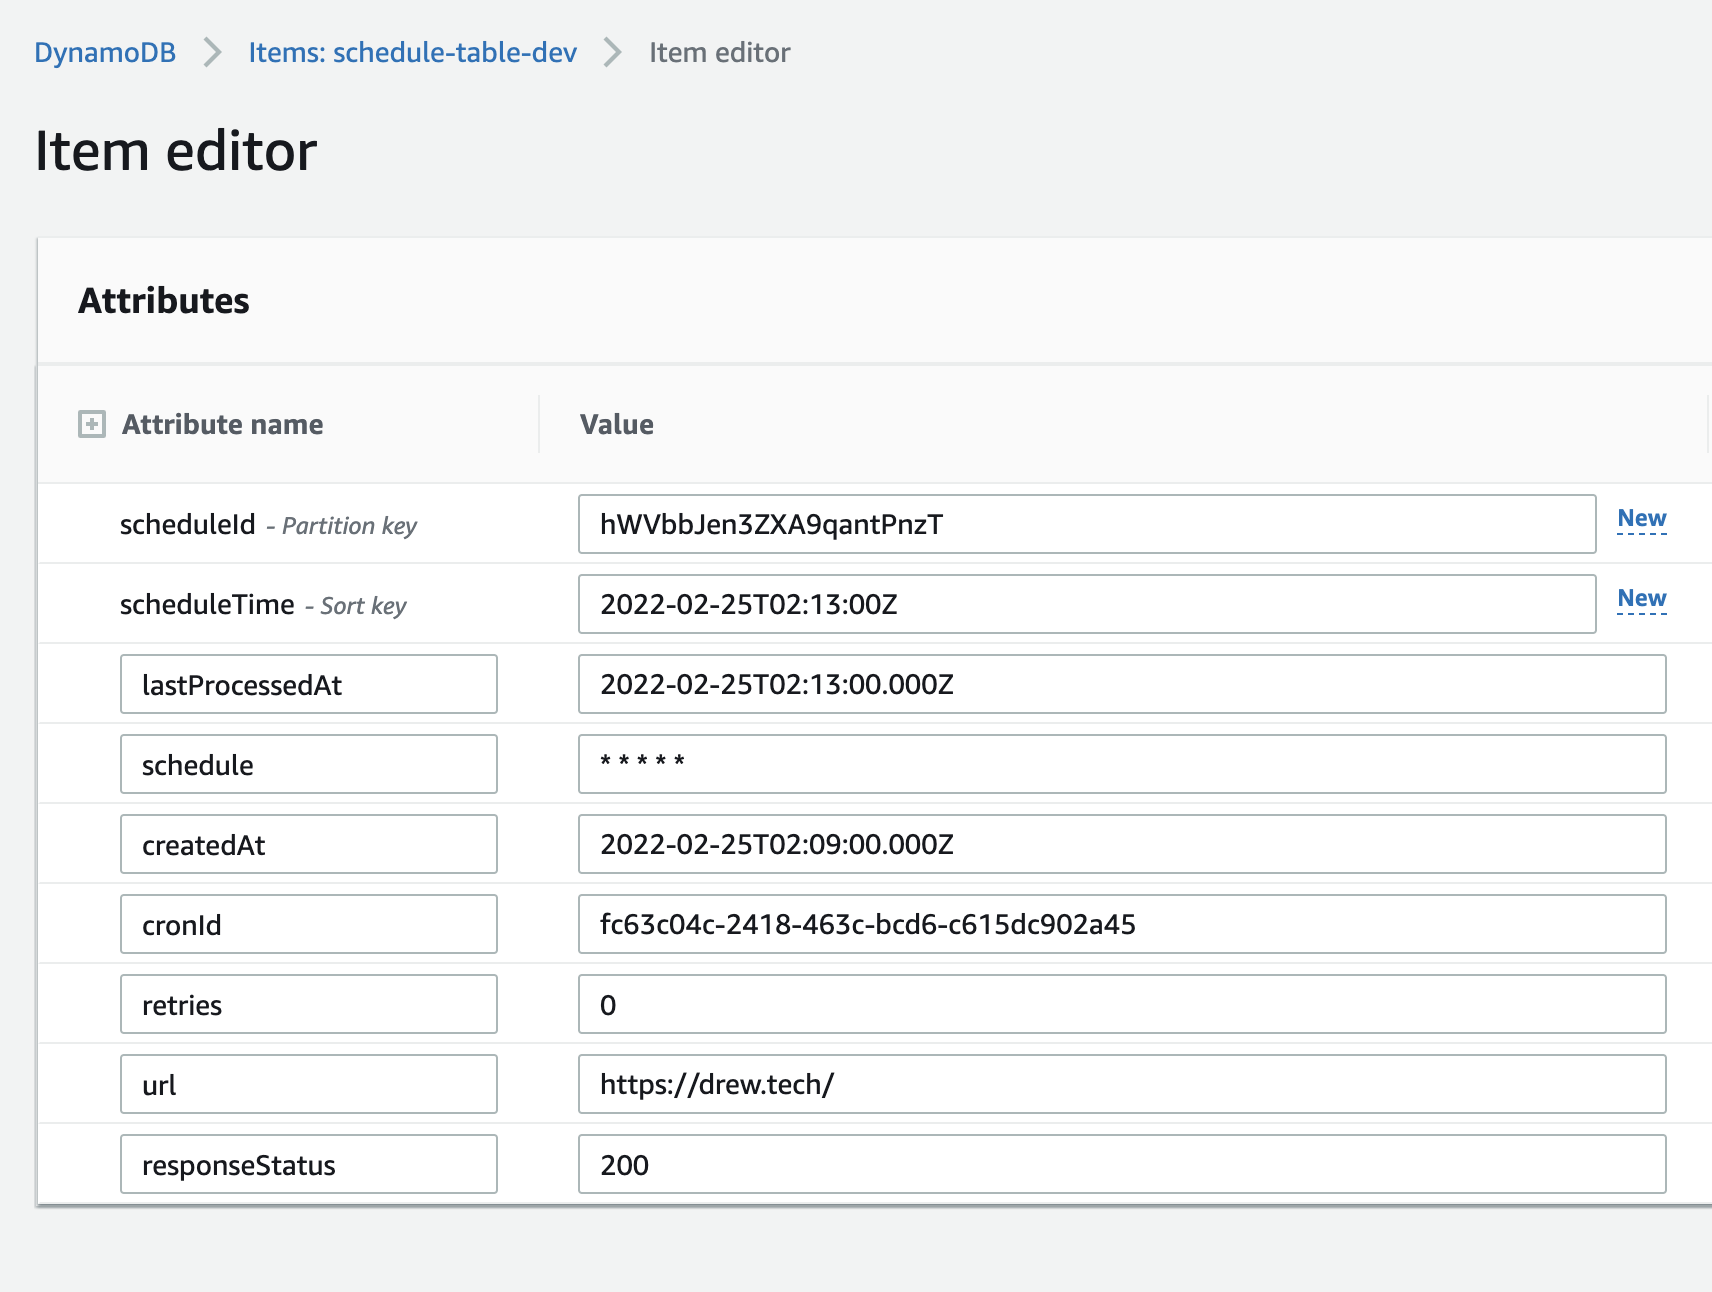 DynamoDB > Items: schedule-table-dev > Item editor
Item editor
Attributes
Attribute name Value
scheduleId - Partition key hWVbbJen3ZXA9qantPnzT New
scheduleTime - Sort key 2022-02-25T02:13:00Z New
lastProcessedAt 2022-02-25T02:13:00.000Z
schedule * * * * *
createdAt 2022-02-25T02:09:00.000Z
cronId fc63c04c-2418-463c-bcd6-c615dc902a45
retries 0
url https://drew.tech/
responseStatus 200